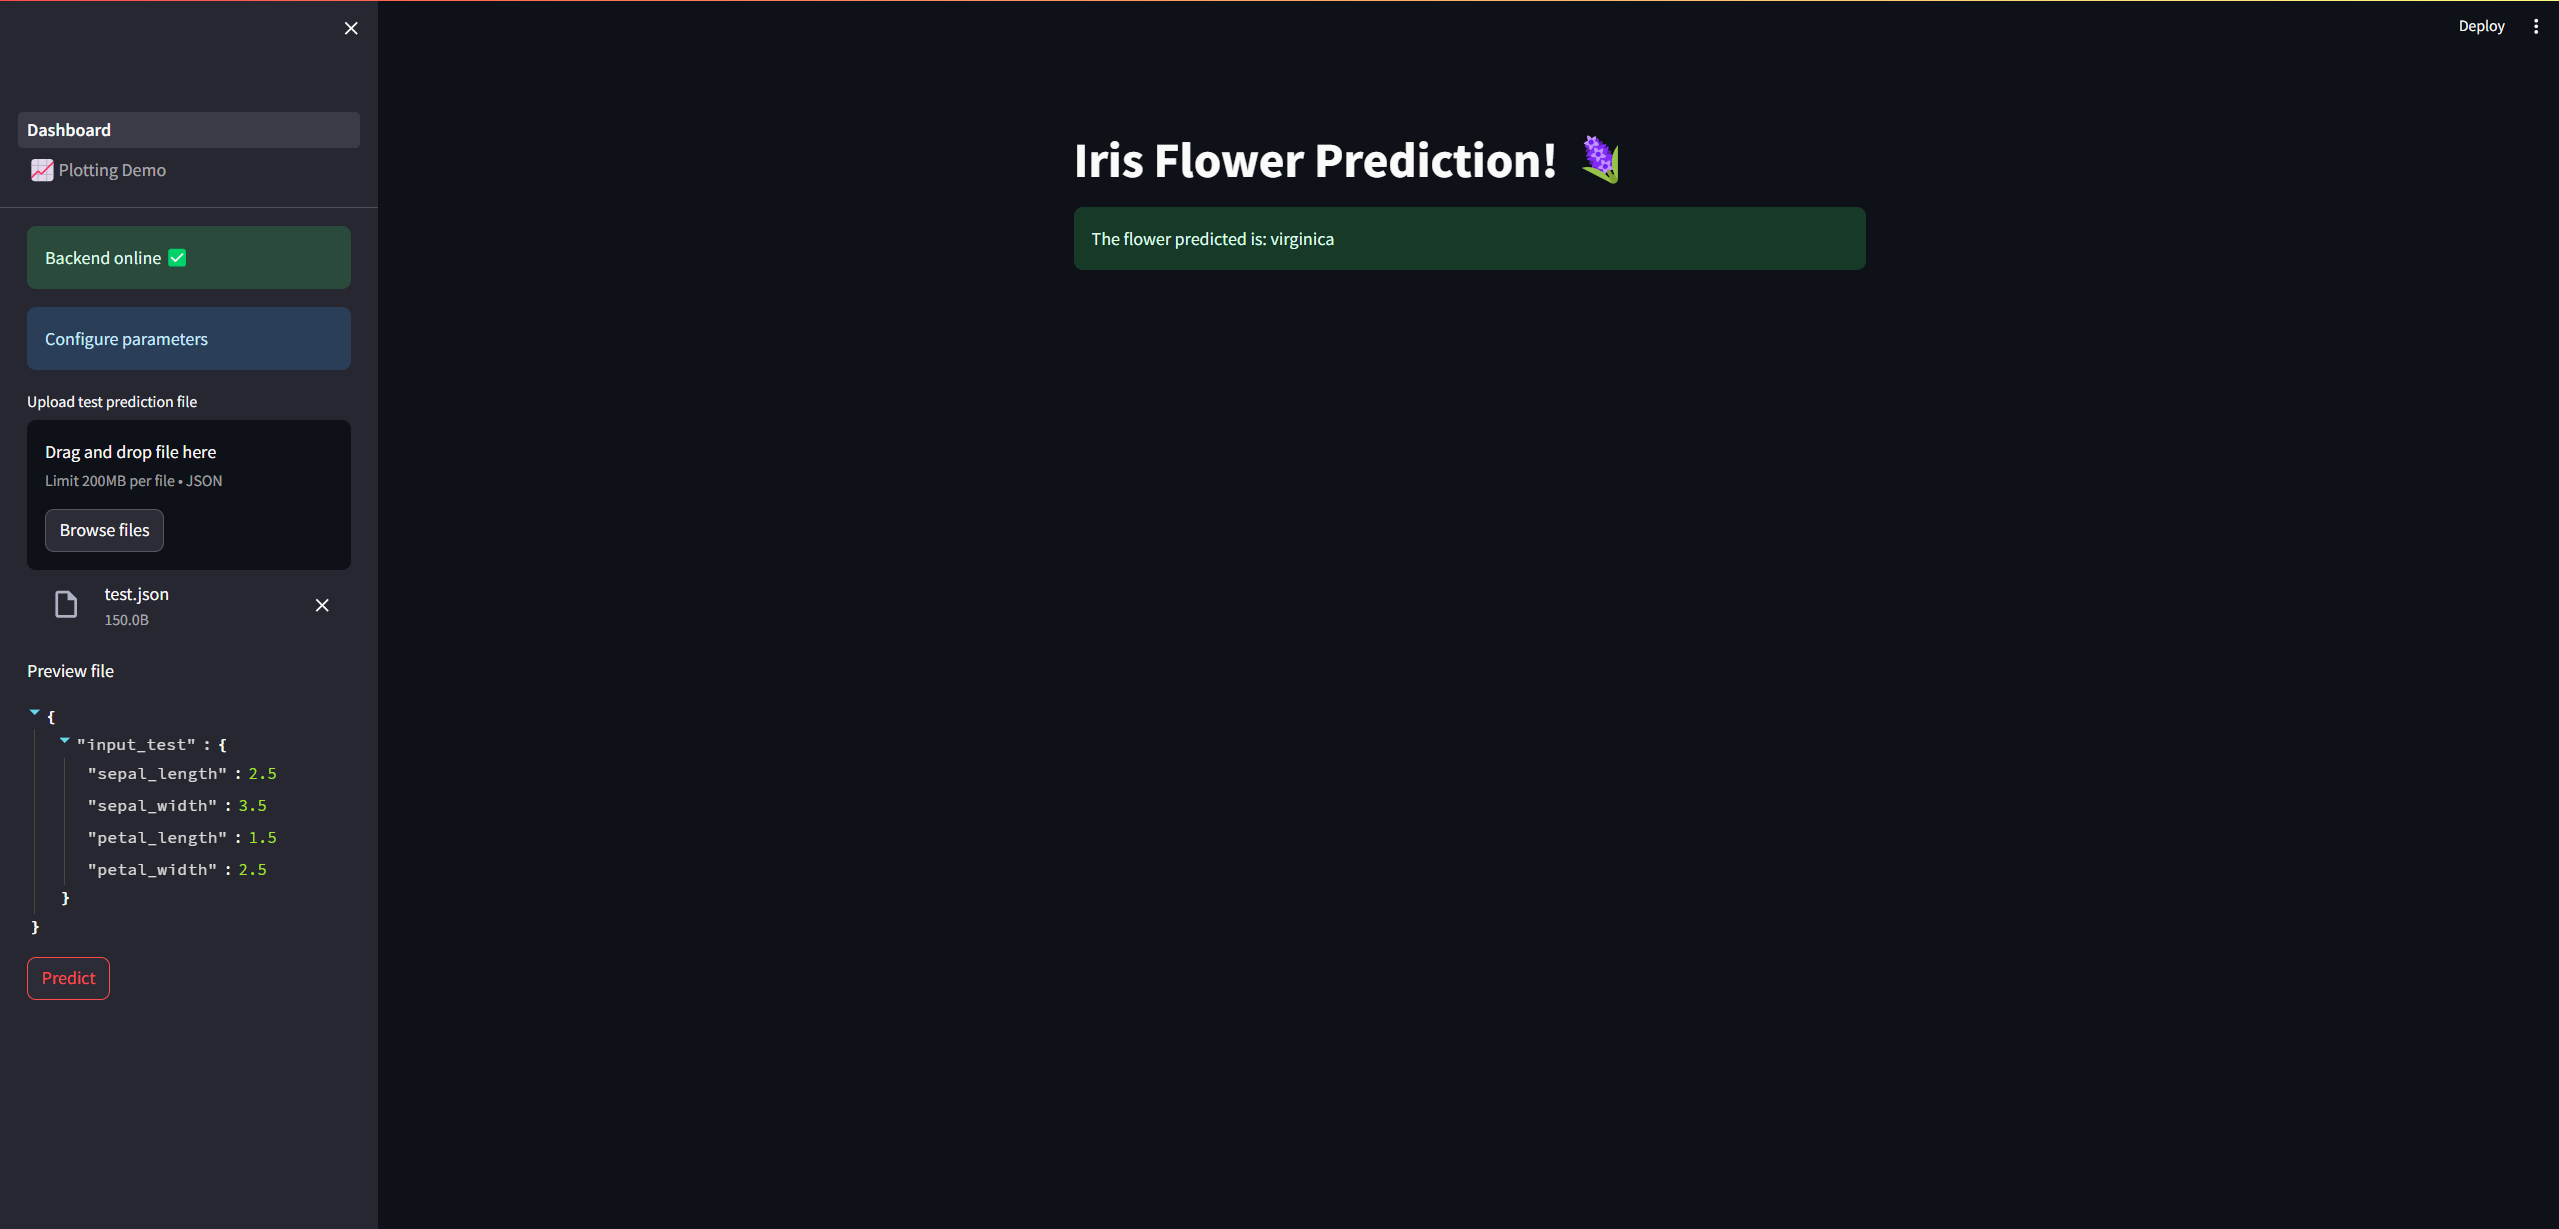 Deploy
Dashboard
Plotting Demo
Backend online
Configure parameters
Upload test prediction file
Drag and drop file here
Limit 200MB per file • JSON
Browse files
test.json
150.0B
Preview file
{
"input_test" : {
"sepal_length" : 2.5
"sepal_width" : 3.5
"petal_length" : 1.5
"petal_width" : 2.5
}
}
Predict
Iris Flower Prediction!
The flower predicted is: virginica